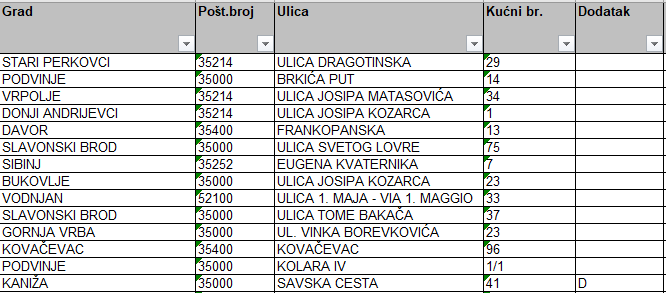 Grad Pošt.broj Ulica Kućni br. Dodatak
STARI PERKOVCI 35214 ULICA DRAGOTINSKA 29
PODVINJE 35000 BRKIĆA PUT 14
VRPOLJE 35214 ULICA JOSIPA MATASOVIĆA 34
DONJI ANDRIJEVCI 35214 ULICA JOSIPA KOZARCA 1
DAVOR 35400 FRANKOPANSKA 13
SLAVONSKI BROD 35000 ULICA SVETOG LOVRE 75
SIBINJ 35252 EUGENA KVATERNIKA 7
BUKOVLJE 35000 ULICA JOSIPA KOZARCA 23
VODNJAN 52100 ULICA 1. MAJA - VIA 1. MAGGIO 33
SLAVONSKI BROD 35000 ULICA TOME BAKAČA 37
GORNJA VRBA 35000 UL. VINKA BOREVKOVIĆA 23
KOVAČEVAC 35400 KOVAČEVAC 96
PODVINJE 35000 KOLARA IV 1/1
KANIŽA 35000 SAVSKA CESTA 41 D